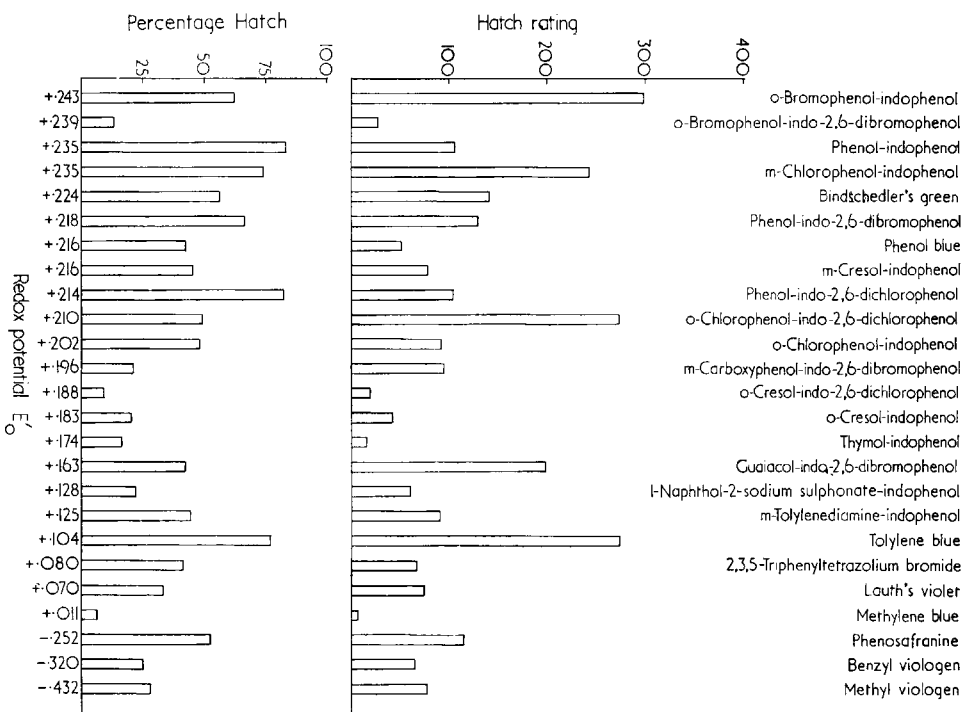 Percentage Hatch
Hatch rating
25
50
75
100
100
200
300
400
+·243 o-Bromophenol-indophenol
+·239 o-Bromophenol-indo-2,6-dibromophenol
+·235 Phenol-indophenol
+·235 m-Chlorophenol-indophenol
+·224 Bindschedler's green
+·218 Phenol-indo-2,6-dibromophenol
+·216 Phenol blue
+·216 m-Cresol-indophenol
+·214 Phenol-indo-2,6-dichlorophenol
+·210 o-Chlorophenol-indo-2,6-dichlorophenol
+·202 o-Chlorophenol-indophenol
+·196 m-Carboxyphenol-indo-2,6-dibromophenol
+·188 o-Cresol-indo-2,6-dichlorophenol
+·183 o-Cresol-indophenol
+·174 Thymol-indophenol
+·163 Guaiacol-indo-2,6-dibromophenol
+·128 1-Naphthol-2-sodium sulphonate-indophenol
+·125 m-Tolylenediamine-indophenol
+·104 Tolylene blue
+·080 2,3,5-Triphenyltetrazolium bromide
+·070 Lauth's violet
+·011 Methylene blue
-·252 Phenosafranine
-·320 Benzyl viologen
-·432 Methyl viologen
Redox potential E′o